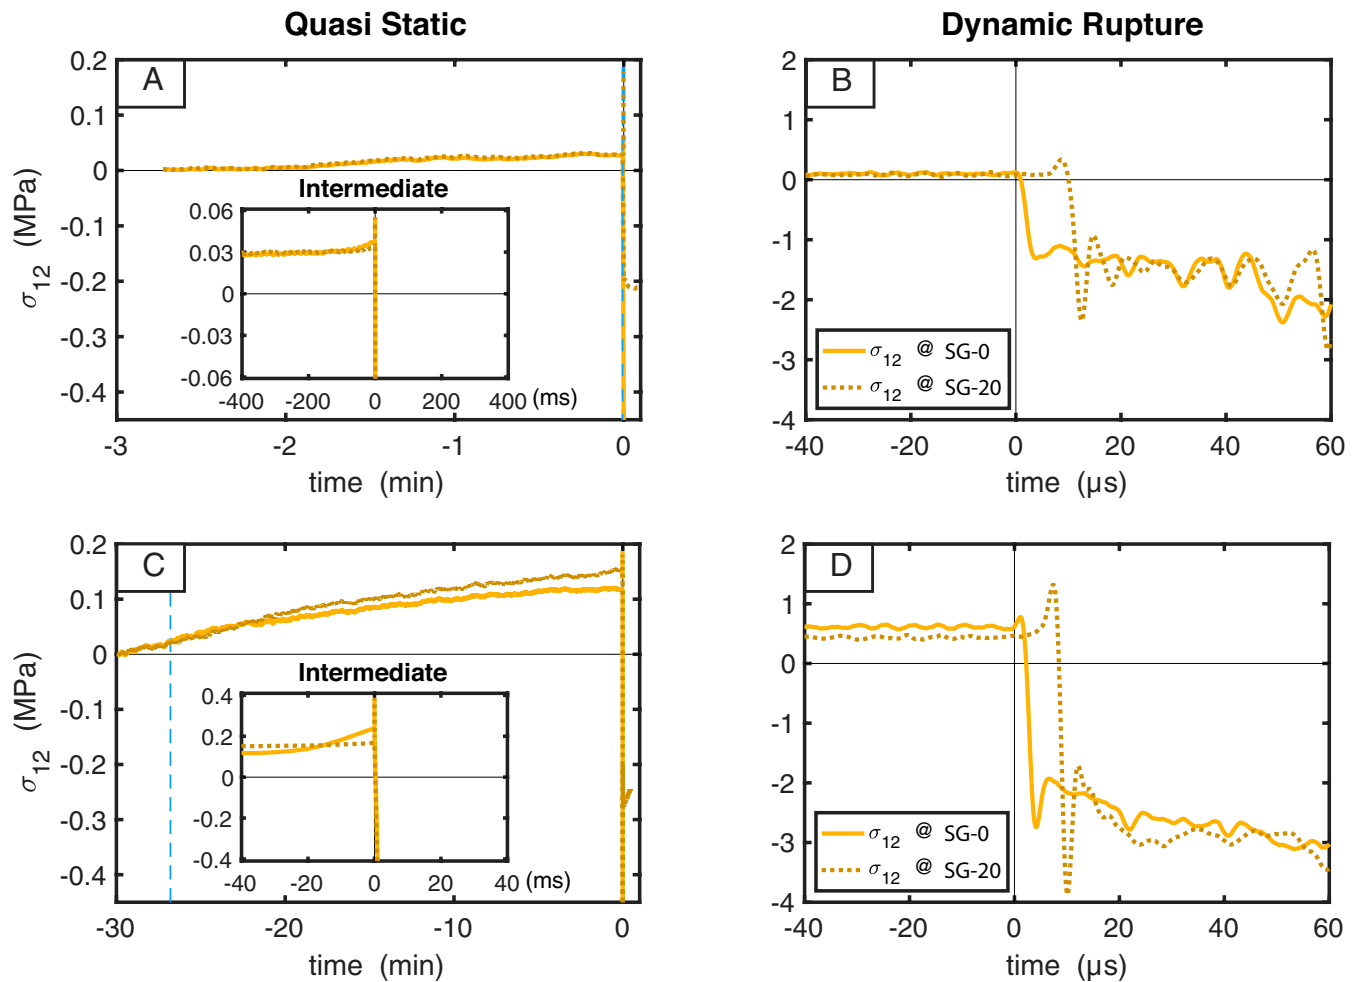 Quasi Static
Dynamic Rupture
A
0.2
0.1
0
-0.1
-0.2
-0.3
-0.4
σ12 (MPa)
-3 -2 -1 0
time (min)
Intermediate
0.06
0.03
0
-0.03
-0.06
-400 -200 0 200 400 (ms)
B
2
1
0
-1
-2
-3
-4
σ12 @ SG-0
σ12 @ SG-20
-40 -20 0 20 40 60
time (µs)
C
0.2
0.1
0
-0.1
-0.2
-0.3
-0.4
σ12 (MPa)
-30 -20 -10 0
time (min)
Intermediate
0.4
0.2
0
-0.2
-0.4
-40 -20 0 20 40 (ms)
D
2
1
0
-1
-2
-3
-4
σ12 @ SG-0
σ12 @ SG-20
-40 -20 0 20 40 60
time (µs)